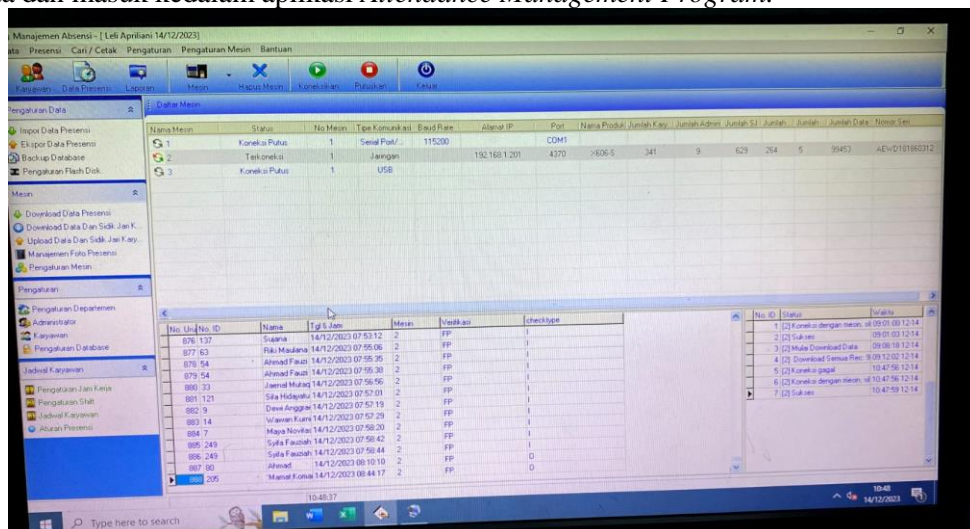 a dan masuk kedalam aplikasi Attendance Management Program.
Manajemen Absensi - [ Leli Apriliani 14/12/2023]
Presensi Cari / Cetak Pengaturan Pengaturan Mesin Bantuan
Karyawan Data Presensi Laporan Mesin Hapus Mesin Koneksikan Putuskan Keluar
Pengaturan Data
Impor Data Presensi
Ekspor Data Presensi
Backup Database
Pengaturan Flash Disk
Mesin
Download Data Presensi
Download Data Dan Sidik Jari K...
Upload Data Dan Sidik Jari Kary...
Manajemen Foto Presensi
Pengaturan Mesin
Pengaturan
Pengaturan Departemen
Administrator
Karyawan
Pengaturan Database
Jadwal Karyawan
Pengaturan Jam Kerja
Pengaturan Shift
Jadwal Karyawan
Aturan Presensi
Daftar Mesin
Nama Mesin Status No Mesin Tipe Komunikasi Baud Rate Alamat IP Port Nama Produk Jumlah Kary Jumlah Admin Jumlah SJ Jumlah Jumlah Jumlah Data Nomor Seri
1 Koneksi Putus 1 Serial Port/... 115200 COM1
2 Terkoneksi 1 Jaringan 192.168.1.201 4370 X606-S 341 9 629 264 5 99453
3 Koneksi Putus 1 USB
No. Uru No. ID Nama Tgl & Jam Mesin Verifikasi checktype
876 137 Sujana 14/12/2023 07:53:12 2 FP I
877 63 Riki Maulana 14/12/2023 07:55:06 2 FP I
878 54 Ahmad Fauzi 14/12/2023 07:55:35 2 FP I
879 54 Ahmad Fauzi 14/12/2023 07:55:38 2 FP I
880 33 Jaenal Mutaq 14/12/2023 07:56:56 2 FP I
881 121 Sifa Hidayatu 14/12/2023 07:57:01 2 FP I
882 9 Dewi Anggrae 14/12/2023 07:57:19 2 FP I
883 14 Wawan Kurni 14/12/2023 07:57:29 2 FP I
884 7 Maya Novitas 14/12/2023 07:58:20 2 FP I
885 249 Syifa Fauziah 14/12/2023 07:58:42 2 FP I
886 249 Syifa Fauziah 14/12/2023 07:58:44 2 FP I
887 80 Ahmad 14/12/2023 08:10:10 2 FP O
888 205 Mamat Komar 14/12/2023 08:44:17 2 FP O
No. ID Status Waktu
1 [2] Koneksi dengan mesin, sil 09:01:00 12-14
2 [2] Sukses 09:01:03 12-14
3 [2] Mulai Download Data 09:08:18 12-14
4 [2] Download Semua Rec: 9 09:12:02 12-14
5 [2] Koneksi gagal 10:47:56 12-14
6 [2] Koneksi dengan mesin, sil 10:47:56 12-14
7 [2] Sukses 10:47:59 12-14
10:48:37
Type here to search
10:48
14/12/2023